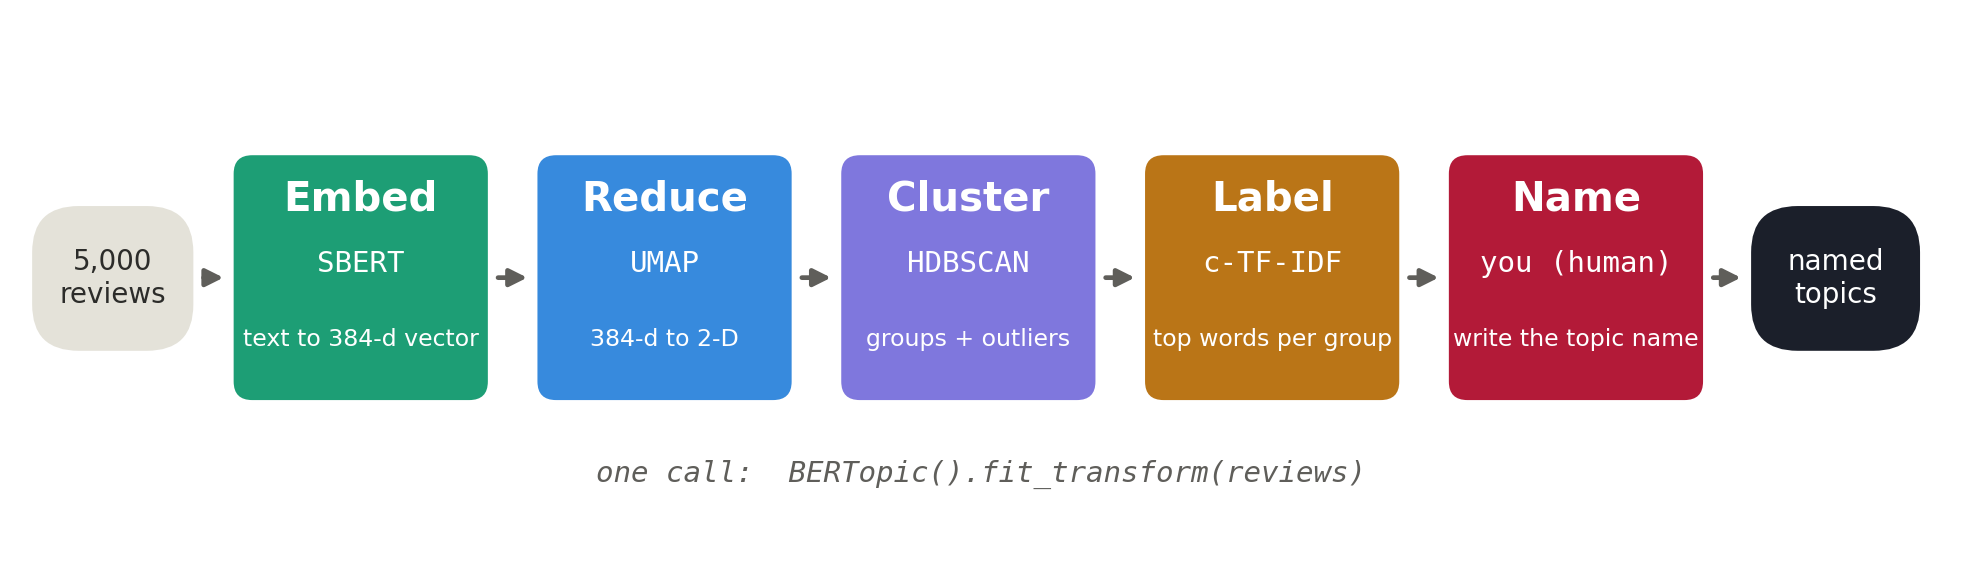 5,000
reviews
Embed
SBERT
text to 384-d vector
Reduce
UMAP
384-d to 2-D
Cluster
HDBSCAN
groups + outliers
Label
c-TF-IDF
top words per group
Name
you (human)
write the topic name
named
topics
one call:  BERTopic().fit_transform(reviews)